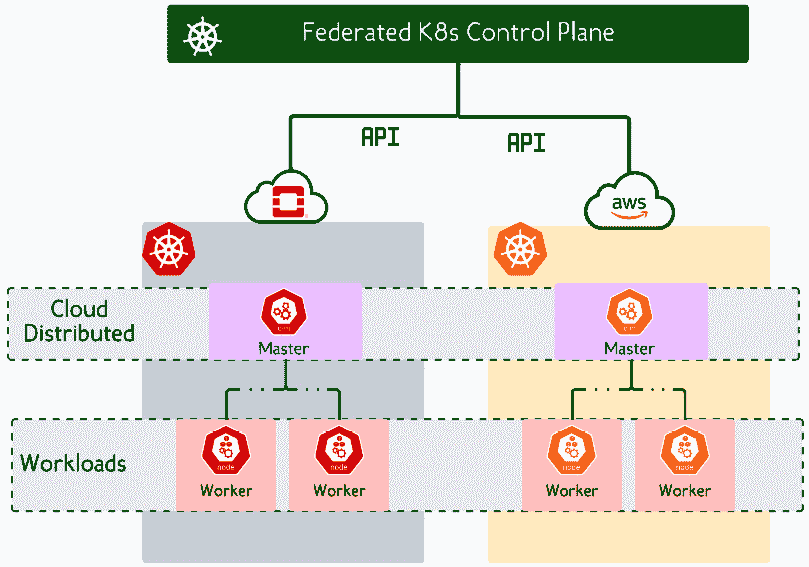 Federated K8s Control Plane
API
API
aws
Cloud
Distributed
Master
Master
Workloads
node
node
node
node
Worker
Worker
Worker
Worker